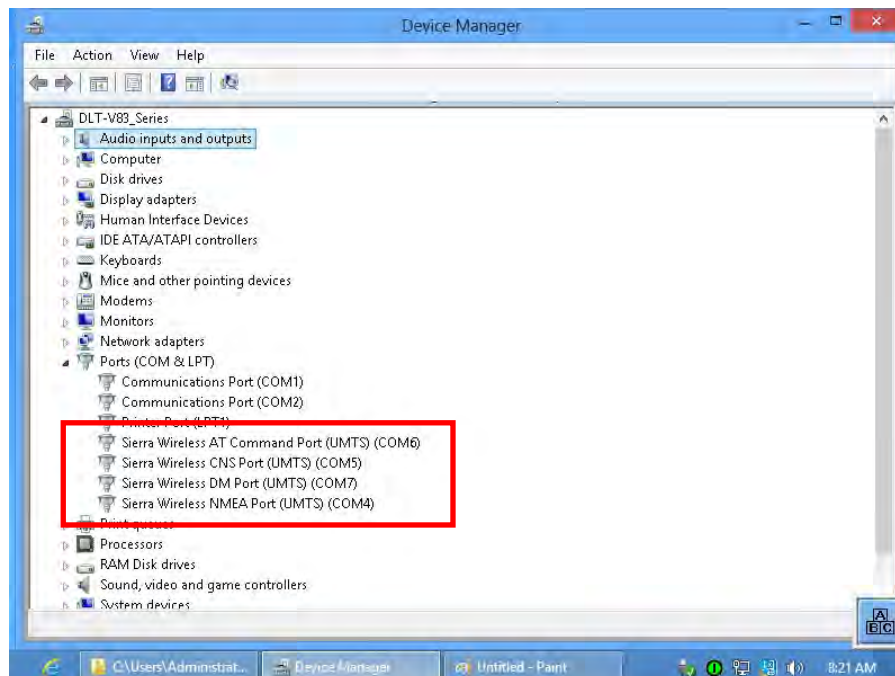 Device Manager
File Action View Help
DLT-V83_Series
Audio inputs and outputs
Computer
Disk drives
Display adapters
Human Interface Devices
IDE ATA/ATAPI controllers
Keyboards
Mice and other pointing devices
Modems
Monitors
Network adapters
Ports (COM & LPT)
Communications Port (COM1)
Communications Port (COM2)
Printer Port (LPT1)
Sierra Wireless AT Command Port (UMTS) (COM6)
Sierra Wireless CNS Port (UMTS) (COM5)
Sierra Wireless DM Port (UMTS) (COM7)
Sierra Wireless NMEA Port (UMTS) (COM4)
Print queues
Processors
RAM Disk drives
Sound, video and game controllers
System devices
A
B C
C:\Users\Administrat... Device Manager Untitled - Paint 8:21 AM